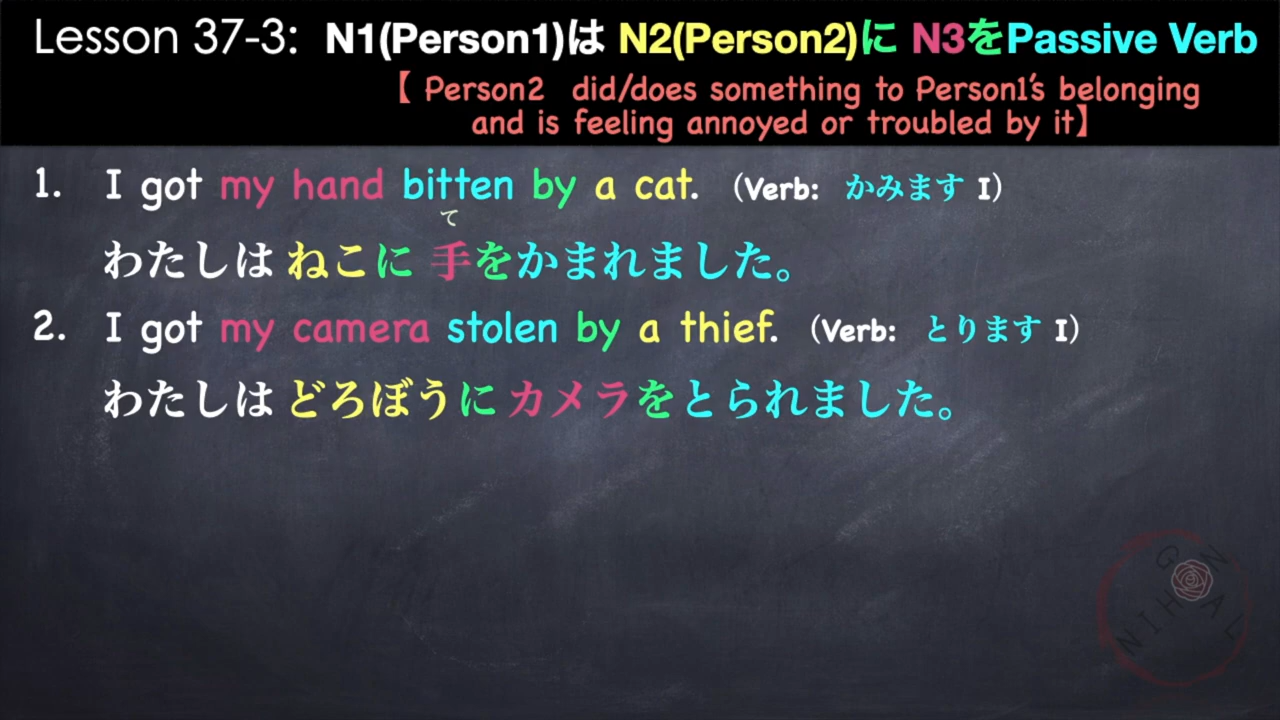 Lesson 37-3: N1(Person1)は N2(Person2)に N3をPassive Verb
【 Person2 did/does something to Person1's belonging
and is feeling annoyed or troubled by it】
1. I got my hand bitten by a cat. (Verb: かみます I)
て
わたしは ねこに 手をかまれました。
2. I got my camera stolen by a thief. (Verb: とります I)
わたしは どろぼうに カメラをとられました。
NIHONGOAL